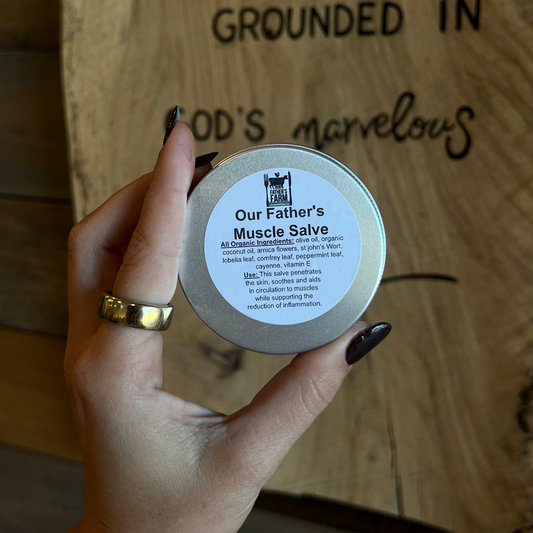 GROUNDED IN
GOD'S marvelous
FATHER'S
FARM
Our Father's
Muscle Salve
All Organic Ingredients: olive oil, organic
coconut oil, arnica flowers, st john's Wort,
lobelia leaf, comfrey leaf, peppermint leaf,
cayenne, vitamin E
Use: This salve penetrates
the skin, soothes and aids
in circulation to muscles
while supporting the
reduction of inflammation.